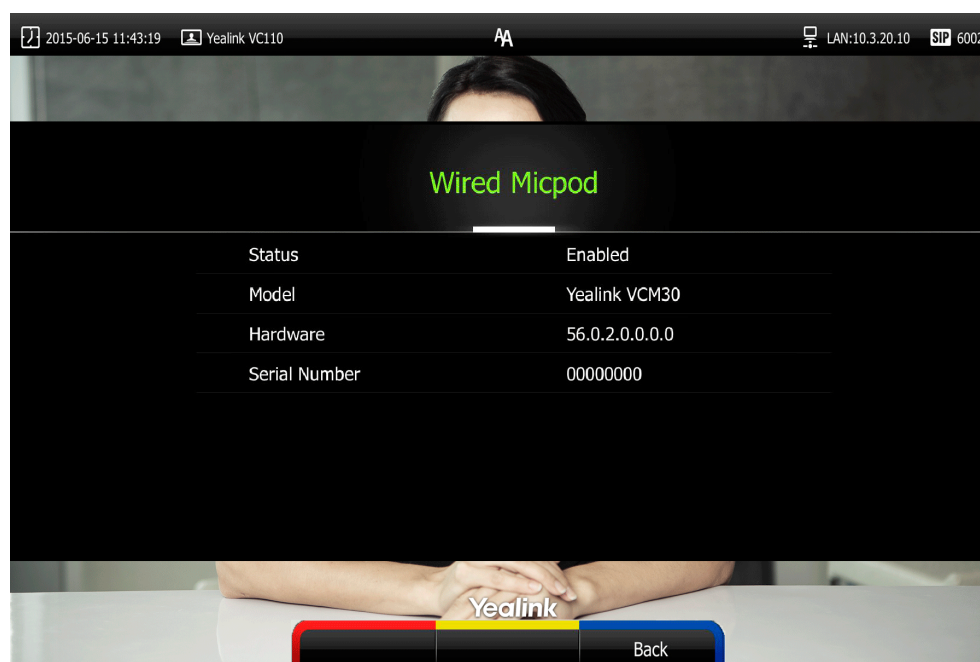 2015-06-15 11:43:19 Yealink VC110 AA LAN:10.3.20.10 SIP 6002
Wired Micpod
Status Enabled
Model Yealink VCM30
Hardware 56.0.2.0.0.0.0
Serial Number 00000000
Yealink
Back